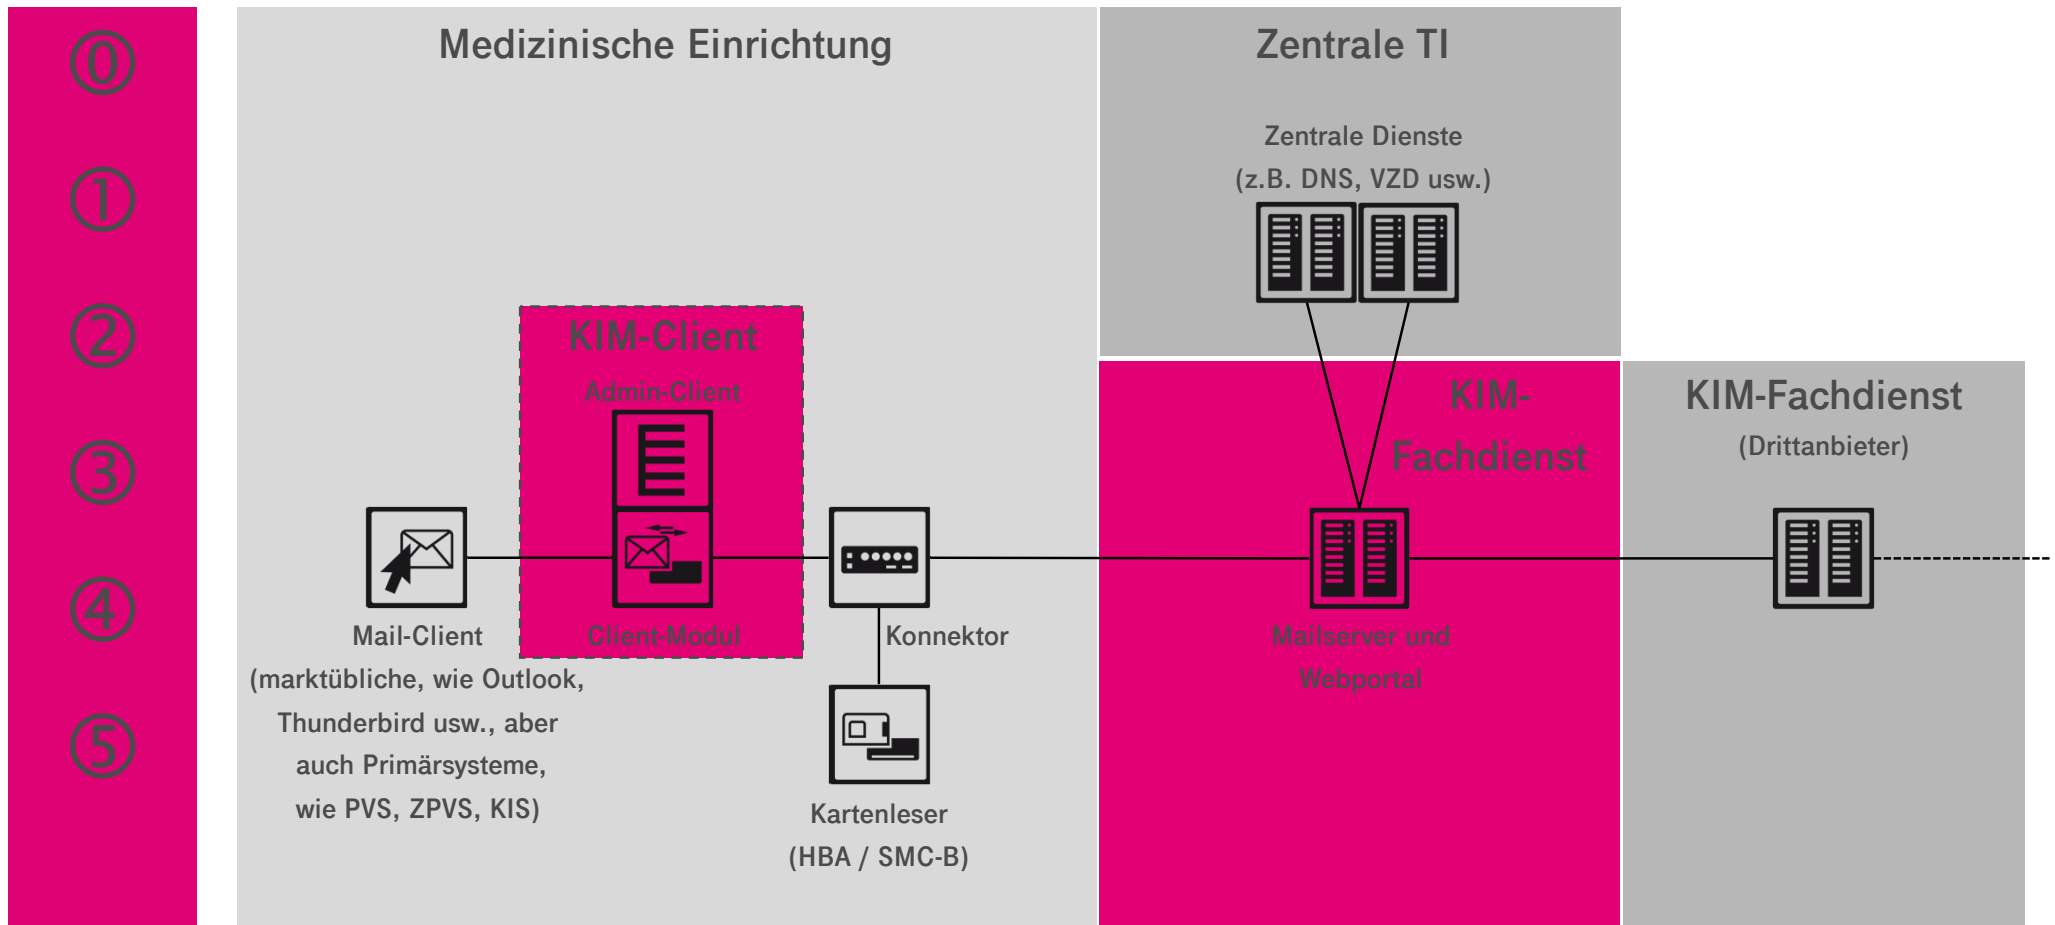 ⓪
①
②
③
④
⑤
Medizinische Einrichtung
KIM-Client
Admin-Client
Client-Modul
Mail-Client
(marktübliche, wie Outlook,
Thunderbird usw., aber
auch Primärsysteme,
wie PVS, ZPVS, KIS)
Konnektor
Kartenleser
(HBA / SMC-B)
Zentrale TI
Zentrale Dienste
(z.B. DNS, VZD usw.)
KIM-
Fachdienst
Mailserver und
Webportal
KIM-Fachdienst
(Drittanbieter)